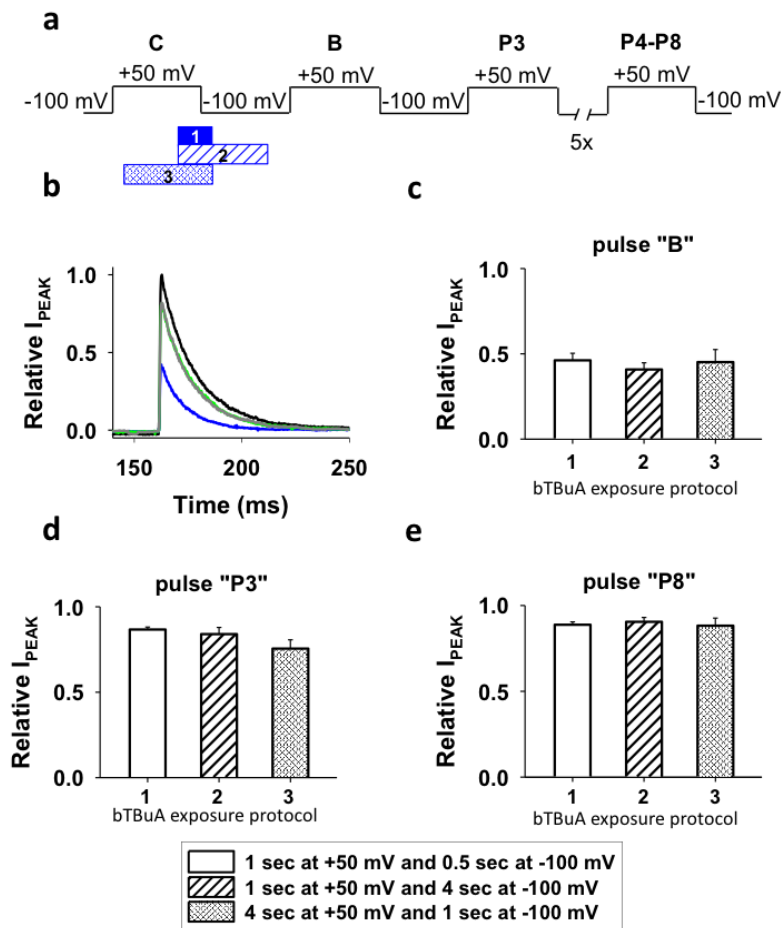 a
C B P3 P4-P8
+50 mV +50 mV +50 mV +50 mV
-100 mV -100 mV -100 mV -100 mV
5x
1
2
3
b
Relative IPEAK
1.0
0.5
0.0
150 200 250
Time (ms)
c
pulse "B"
Relative IPEAK
1.0
0.5
0.0
1 2 3
bTBuA exposure protocol
d
pulse "P3"
Relative IPEAK
1.0
0.5
0.0
1 2 3
bTBuA exposure protocol
e
pulse "P8"
Relative IPEAK
1.0
0.5
0.0
1 2 3
bTBuA exposure protocol
1 sec at +50 mV and 0.5 sec at -100 mV
1 sec at +50 mV and 4 sec at -100 mV
4 sec at +50 mV and 1 sec at -100 mV